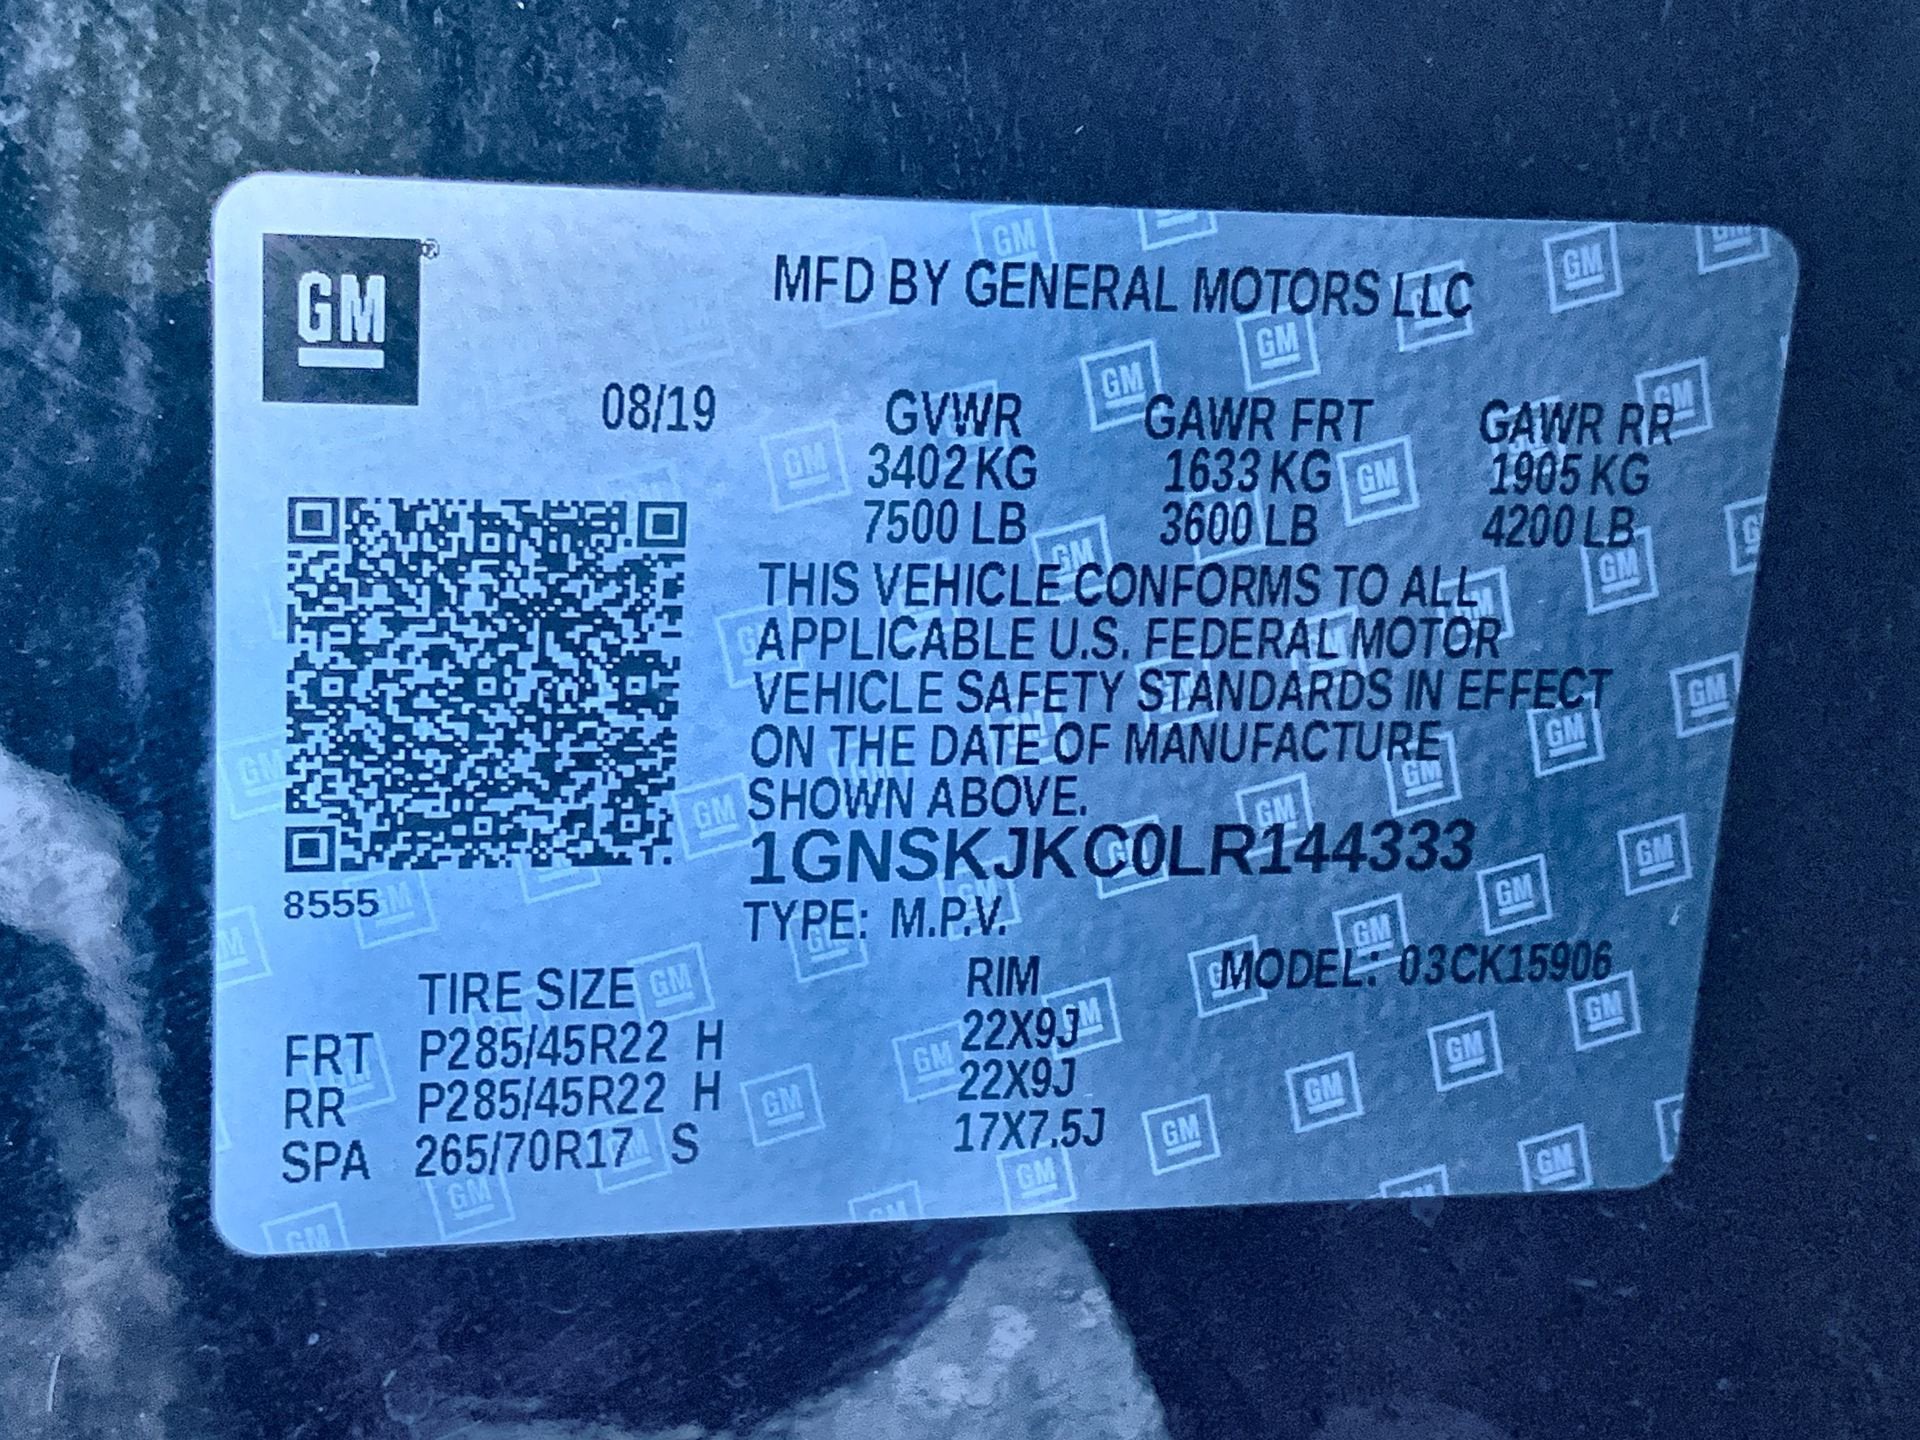 GM®
MFD BY GENERAL MOTORS LLC
08/19
GVWR GAWR FRT GAWR RR
3402 KG 1633 KG 1905 KG
7500 LB 3600 LB 4200 LB
THIS VEHICLE CONFORMS TO ALL
APPLICABLE U.S. FEDERAL MOTOR
VEHICLE SAFETY STANDARDS IN EFFECT
ON THE DATE OF MANUFACTURE
SHOWN ABOVE.
1GNSKJKC0LR144333
8555
TYPE: M.P.V.
MODEL: 03CK15906
TIRE SIZE RIM
FRT P285/45R22 H 22X9J
RR P285/45R22 H 22X9J
SPA 265/70R17 S 17X7.5J